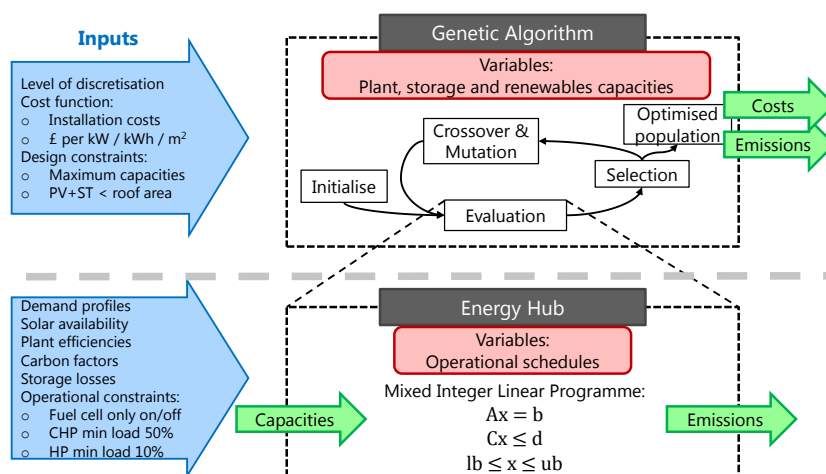 Inputs
Level of discretisation
Cost function:
o Installation costs
o £ per kW / kWh / m²
Design constraints:
o Maximum capacities
o PV+ST < roof area
Genetic Algorithm
Variables:
Plant, storage and renewables capacities
Crossover &
Mutation
Initialise
Evaluation
Selection
Optimised
population
Costs
Emissions
Demand profiles
Solar availability
Plant efficiencies
Carbon factors
Storage losses
Operational constraints:
o Fuel cell only on/off
o CHP min load 50%
o HP min load 10%
Capacities
Energy Hub
Variables:
Operational schedules
Mixed Integer Linear Programme:
Ax = b
Cx ≤ d
lb ≤ x ≤ ub
Emissions